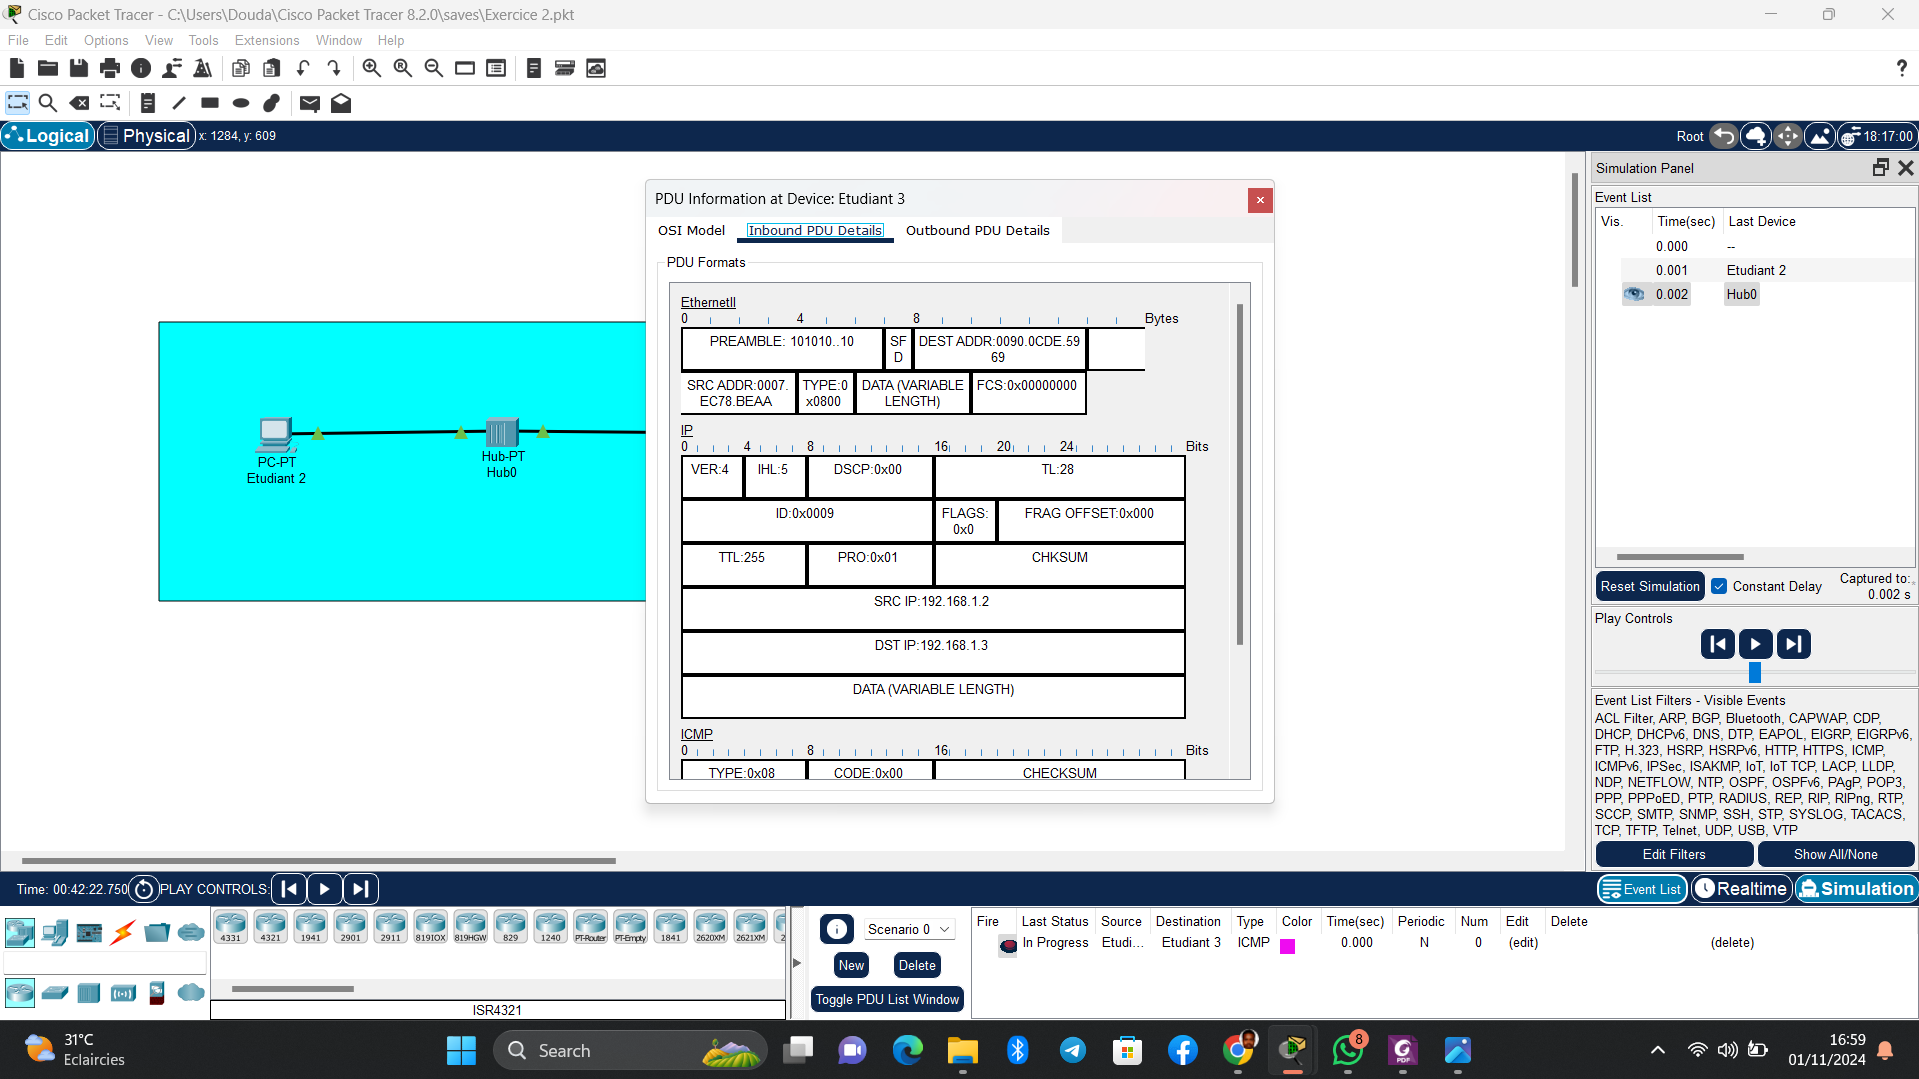 Cisco Packet Tracer - C:\Users\Douda\Cisco Packet Tracer 8.2.0\saves\Exercice 2.pkt
File Edit Options View Tools Extensions Window Help
?
Logical Physical x: 1284, y: 609
Root 18:17:00
PC-PT
Etudiant 2
Hub-PT
Hub0
PDU Information at Device: Etudiant 3
OSI Model Inbound PDU Details Outbound PDU Details
PDU Formats
EthernetII
0 4 8 Bytes
PREAMBLE: 101010..10
SF
D
DEST ADDR:0090.0CDE.59
69
SRC ADDR:0007.
EC78.BEAA
TYPE:0
x0800
DATA (VARIABLE
LENGTH)
FCS:0x00000000
IP
0 4 8 16 20 24 Bits
VER:4 IHL:5 DSCP:0x00 TL:28
ID:0x0009
FLAGS:
0x0
FRAG OFFSET:0x000
TTL:255 PRO:0x01 CHKSUM
SRC IP:192.168.1.2
DST IP:192.168.1.3
DATA (VARIABLE LENGTH)
ICMP
0 8 16 Bits
TYPE:0x08 CODE:0x00 CHECKSUM
Simulation Panel
Event List
Vis. Time(sec) Last Device
0.000 --
0.001 Etudiant 2
0.002 Hub0
Reset Simulation Constant Delay
Captured to:
0.002 s
Play Controls
Event List Filters - Visible Events
ACL Filter, ARP, BGP, Bluetooth, CAPWAP, CDP,
DHCP, DHCPv6, DNS, DTP, EAPOL, EIGRP, EIGRPv6,
FTP, H.323, HSRP, HSRPv6, HTTP, HTTPS, ICMP,
ICMPv6, IPSec, ISAKMP, IoT, IoT TCP, LACP, LLDP,
NDP, NETFLOW, NTP, OSPF, OSPFv6, PAgP, POP3,
PPP, PPPoED, PTP, RADIUS, REP, RIP, RIPng, RTP,
SCCP, SMTP, SNMP, SSH, STP, SYSLOG, TACACS,
TCP, TFTP, Telnet, UDP, USB, VTP
Edit Filters Show All/None
Time: 00:42:22.750 PLAY CONTROLS:
Event List Realtime Simulation
4331 4321 1941 2901 2911 819IOX 819HGW 829 1240 PT-Router PT-Empty 1841 2620XM 2621XM 2
ISR4321
Scenario 0
New Delete
Toggle PDU List Window
Fire Last Status Source Destination Type Color Time(sec) Periodic Num Edit Delete
In Progress Etudi... Etudiant 3 ICMP 0.000 N 0 (edit) (delete)
31°C
Eclaircies
Search
8
PDF
16:59
01/11/2024